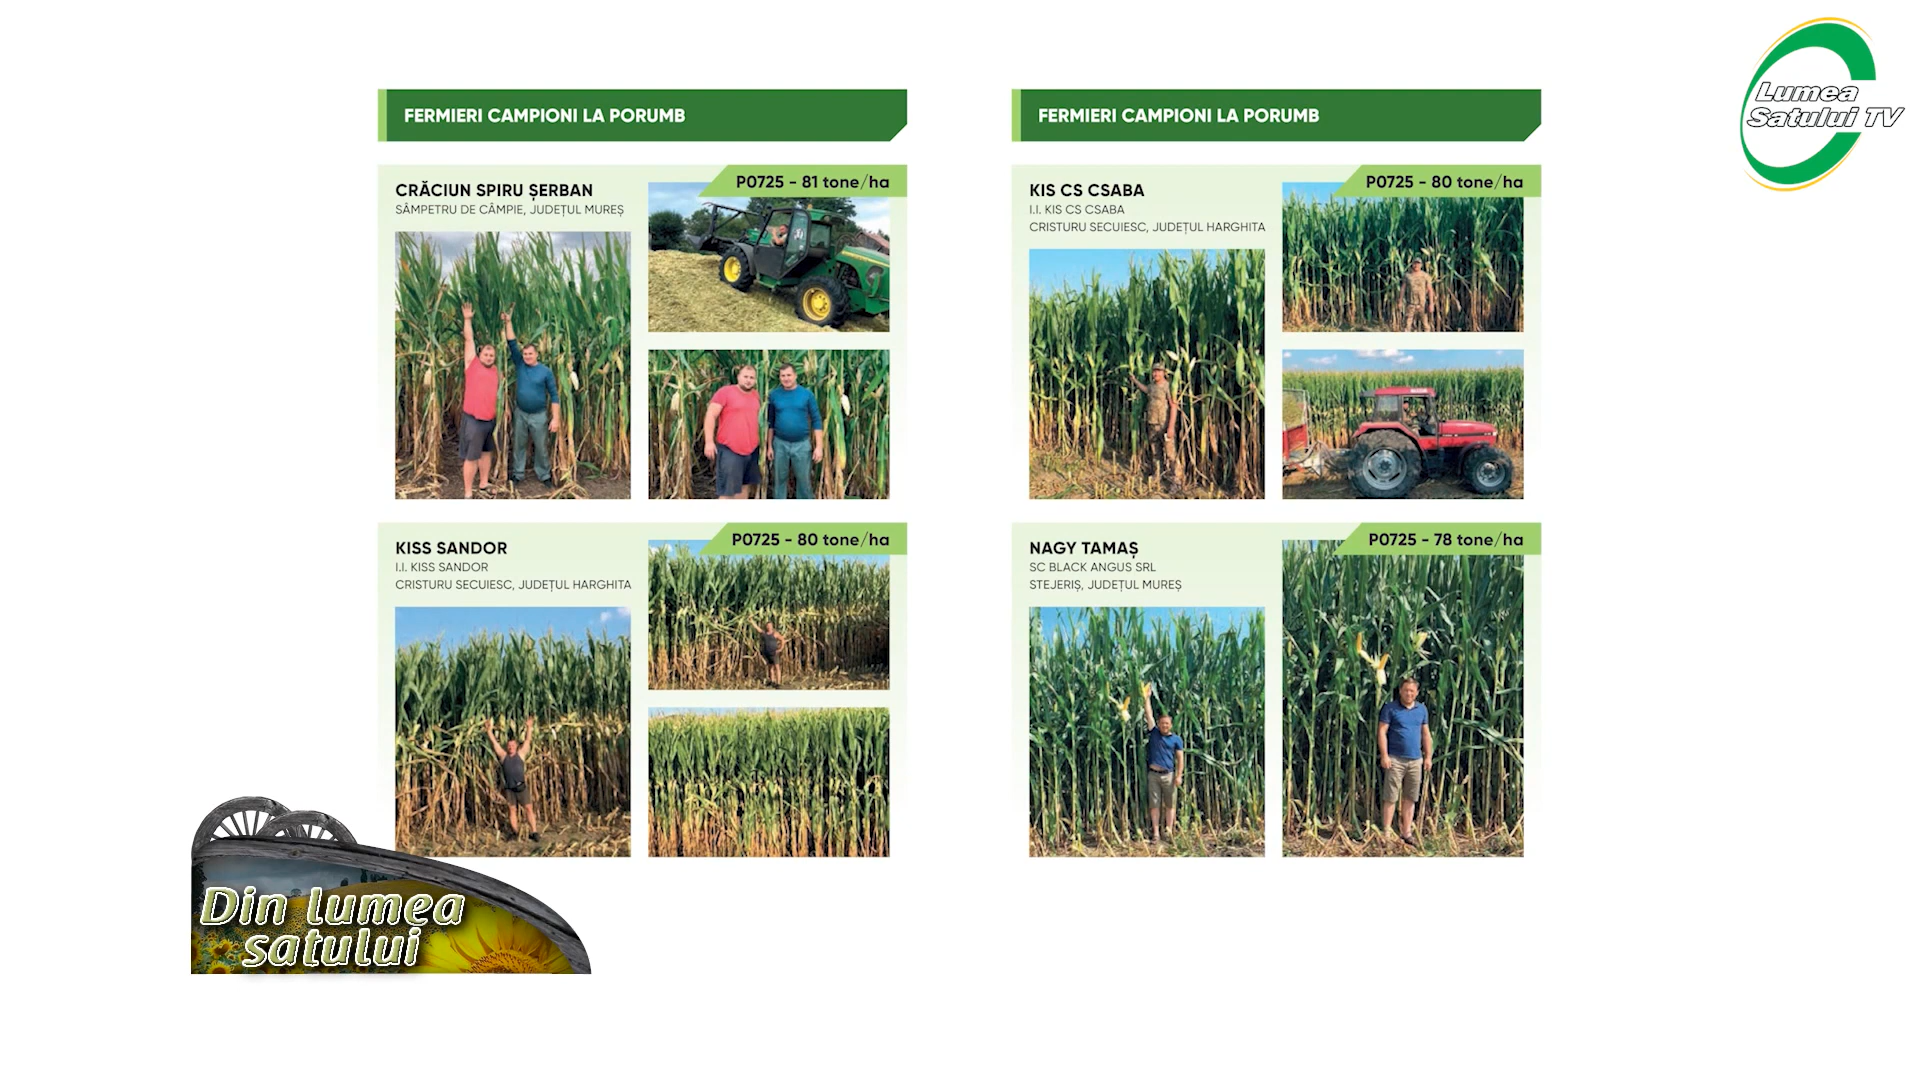 FERMIERI CAMPIONI LA PORUMB
P0725 - 81 tone/ha
CRĂCIUN SPIRU ȘERBAN
SÂMPETRU DE CÂMPIE, JUDEȚUL MUREȘ
P0725 - 80 tone/ha
KISS SANDOR
I.I. KISS SANDOR
CRISTURU SECUIESC, JUDEȚUL HARGHITA
FERMIERI CAMPIONI LA PORUMB
P0725 - 80 tone/ha
KIS CS CSABA
I.I. KIS CS CSABA
CRISTURU SECUIESC, JUDEȚUL HARGHITA
P0725 - 78 tone/ha
NAGY TAMAȘ
SC BLACK ANGUS SRL
STEJERIȘ, JUDEȚUL MUREȘ
Lumea
Satului TV
Din lumea
satului